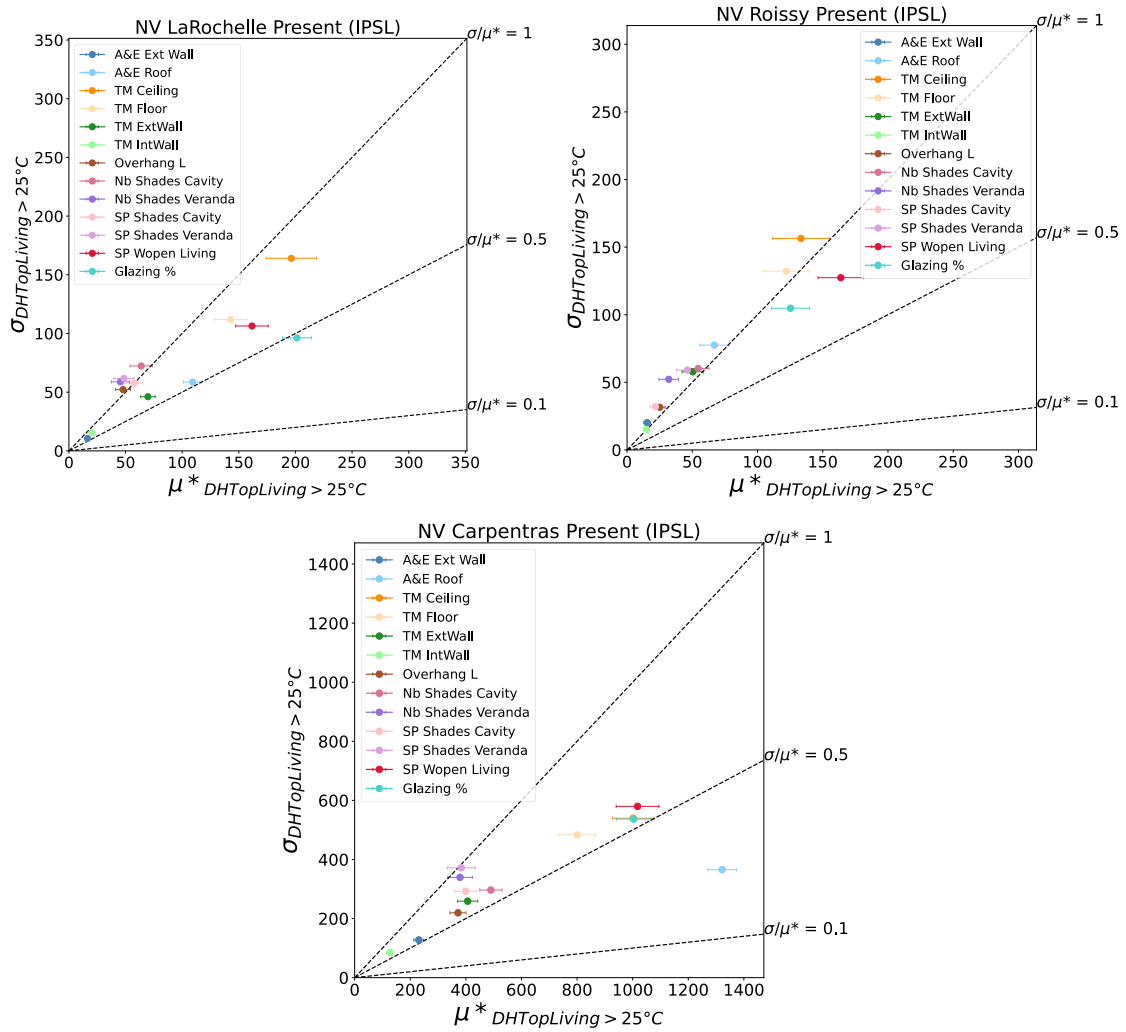 NV LaRochelle Present (IPSL)
σ/μ* = 1
σ/μ* = 0.5
σ/μ* = 0.1
350
300
250
200
150
100
50
0
σDHTopLiving > 25°C
A&E Ext Wall
A&E Roof
TM Ceiling
TM Floor
TM ExtWall
TM IntWall
Overhang L
Nb Shades Cavity
Nb Shades Veranda
SP Shades Cavity
SP Shades Veranda
SP Wopen Living
Glazing %
0 50 100 150 200 250 300 350
μ* DHTopLiving > 25°C
NV Roissy Present (IPSL)
σ/μ* = 1
σ/μ* = 0.5
σ/μ* = 0.1
300
250
200
150
100
50
0
σDHTopLiving > 25°C
A&E Ext Wall
A&E Roof
TM Ceiling
TM Floor
TM ExtWall
TM IntWall
Overhang L
Nb Shades Cavity
Nb Shades Veranda
SP Shades Cavity
SP Shades Veranda
SP Wopen Living
Glazing %
0 50 100 150 200 250 300
μ* DHTopLiving > 25°C
NV Carpentras Present (IPSL)
σ/μ* = 1
σ/μ* = 0.5
σ/μ* = 0.1
1400
1200
1000
800
600
400
200
0
σDHTopLiving > 25°C
A&E Ext Wall
A&E Roof
TM Ceiling
TM Floor
TM ExtWall
TM IntWall
Overhang L
Nb Shades Cavity
Nb Shades Veranda
SP Shades Cavity
SP Shades Veranda
SP Wopen Living
Glazing %
0 200 400 600 800 1000 1200 1400
μ* DHTopLiving > 25°C